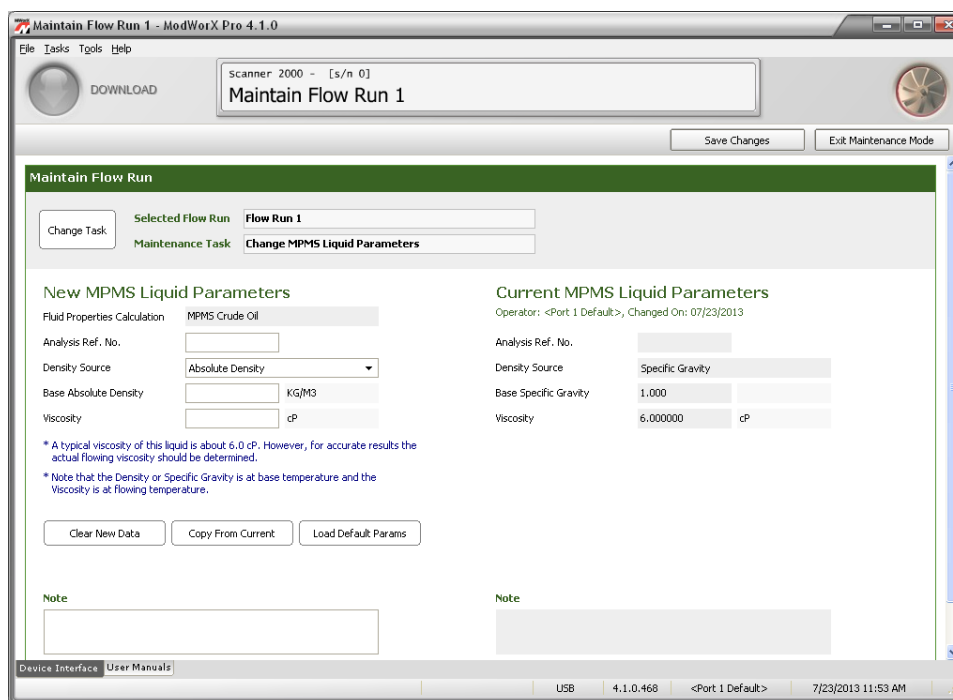 Maintain Flow Run 1 - ModWorX Pro 4.1.0
File Tasks Tools Help
DOWNLOAD
Scanner 2000 - [s/n 0]
Maintain Flow Run 1
Save Changes
Exit Maintenance Mode
Maintain Flow Run
Change Task
Selected Flow Run Flow Run 1
Maintenance Task Change MPMS Liquid Parameters
New MPMS Liquid Parameters
Fluid Properties Calculation MPMS Crude Oil
Analysis Ref. No.
Density Source Absolute Density
Base Absolute Density KG/M3
Viscosity cP
* A typical viscosity of this liquid is about 6.0 cP. However, for accurate results the
actual flowing viscosity should be determined.
* Note that the Density or Specific Gravity is at base temperature and the
Viscosity is at flowing temperature.
Clear New Data Copy From Current Load Default Params
Note
Current MPMS Liquid Parameters
Operator: <Port 1 Default>, Changed On: 07/23/2013
Analysis Ref. No.
Density Source Specific Gravity
Base Specific Gravity 1.000
Viscosity 6.000000 cP
Note
Device Interface User Manuals
USB 4.1.0.468 <Port 1 Default> 7/23/2013 11:53 AM